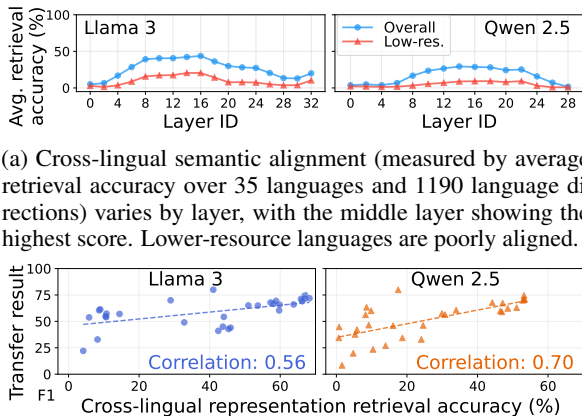 Llama 3
Overall
Low-res.
Qwen 2.5
Avg. retrieval
accuracy (%)
100
50
0
0 4 8 12 16 20 24 28 32
0 4 8 12 16 20 24 28
Layer ID
Layer ID
(a) Cross-lingual semantic alignment (measured by average
retrieval accuracy over 35 languages and 1190 language di
rections) varies by layer, with the middle layer showing the
highest score. Lower-resource languages are poorly aligned.
Transfer result
F1
100
75
50
25
0
Llama 3
Correlation: 0.56
Qwen 2.5
Correlation: 0.70
0 20 40 60
0 20 40 60
Cross-lingual representation retrieval accuracy (%)